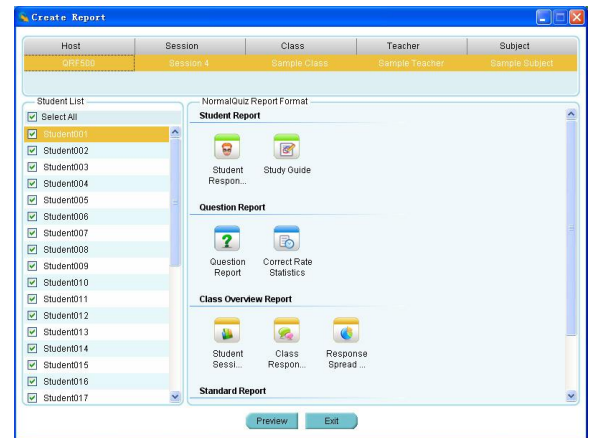 Create Report
Host Session Class Teacher Subject
QRF500 Session 4 Sample Class Sample Teacher Sample Subject
Student List
Select All
Student001
Student002
Student003
Student004
Student005
Student006
Student007
Student008
Student009
Student010
Student011
Student012
Student013
Student014
Student015
Student016
Student017
NormalQuiz Report Format
Student Report
Student Study Guide
Respon...
Question Report
Question Correct Rate
Report Statistics
Class Overview Report
Student Class Response
Sessi... Respon... Spread ...
Standard Report
Preview Exit